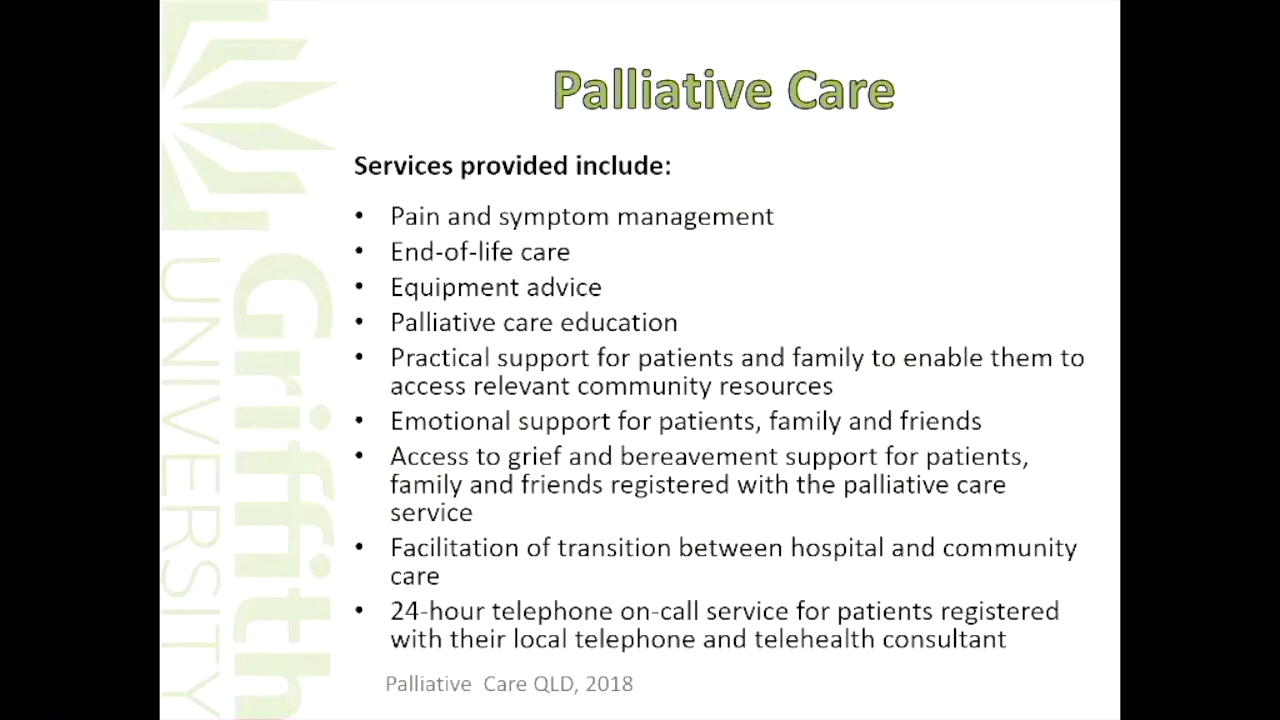 Palliative Care
Services provided include:
• Pain and symptom management
• End-of-life care
• Equipment advice
• Palliative care education
• Practical support for patients and family to enable them to
access relevant community resources
• Emotional support for patients, family and friends
• Access to grief and bereavement support for patients,
family and friends registered with the palliative care
service
• Facilitation of transition between hospital and community
care
• 24-hour telephone on-call service for patients registered
with their local telephone and telehealth consultant
Palliative Care QLD, 2018
Griffith
UNIVERSITY